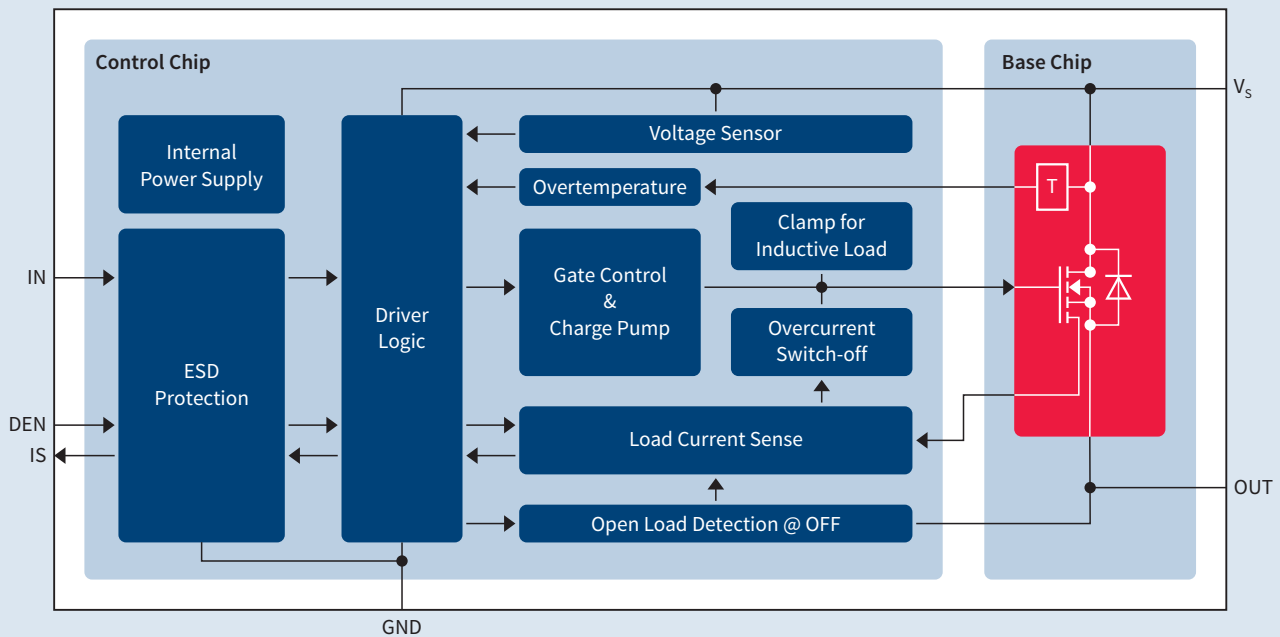 Control Chip
Base Chip
V_S
Internal
Power Supply
Voltage Sensor
Overtemperature
T
Clamp for
Inductive Load
IN
Gate Control
&
Charge Pump
Driver
Logic
Overcurrent
Switch-off
ESD
Protection
DEN
IS
Load Current Sense
OUT
Open Load Detection @ OFF
GND